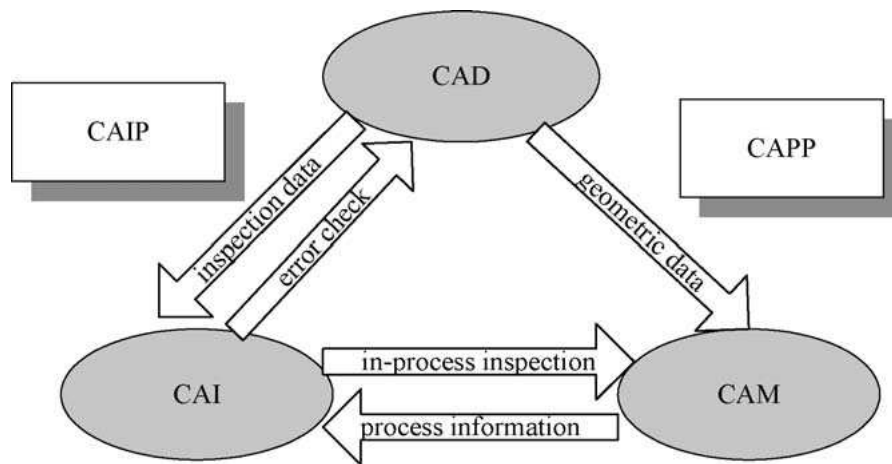 CAD
CAIP
CAPP
inspection data
error check
geometric data
CAI
in-process inspection
CAM
process information